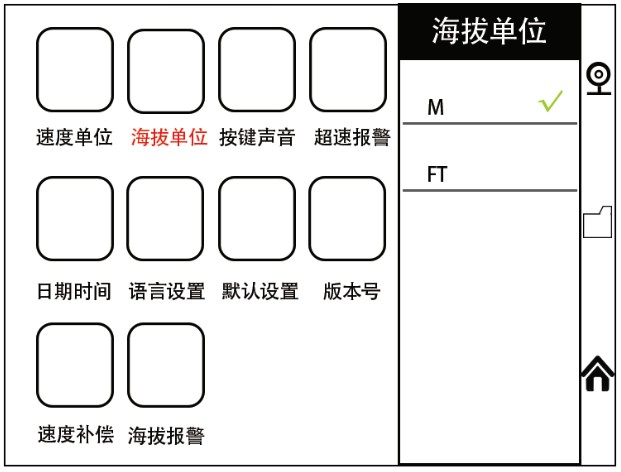 速度单位 海拔单位 按键声音 超速报警
日期时间 语言设置 默认设置 版本号
速度补偿 海拔报警
海拔单位
M
FT